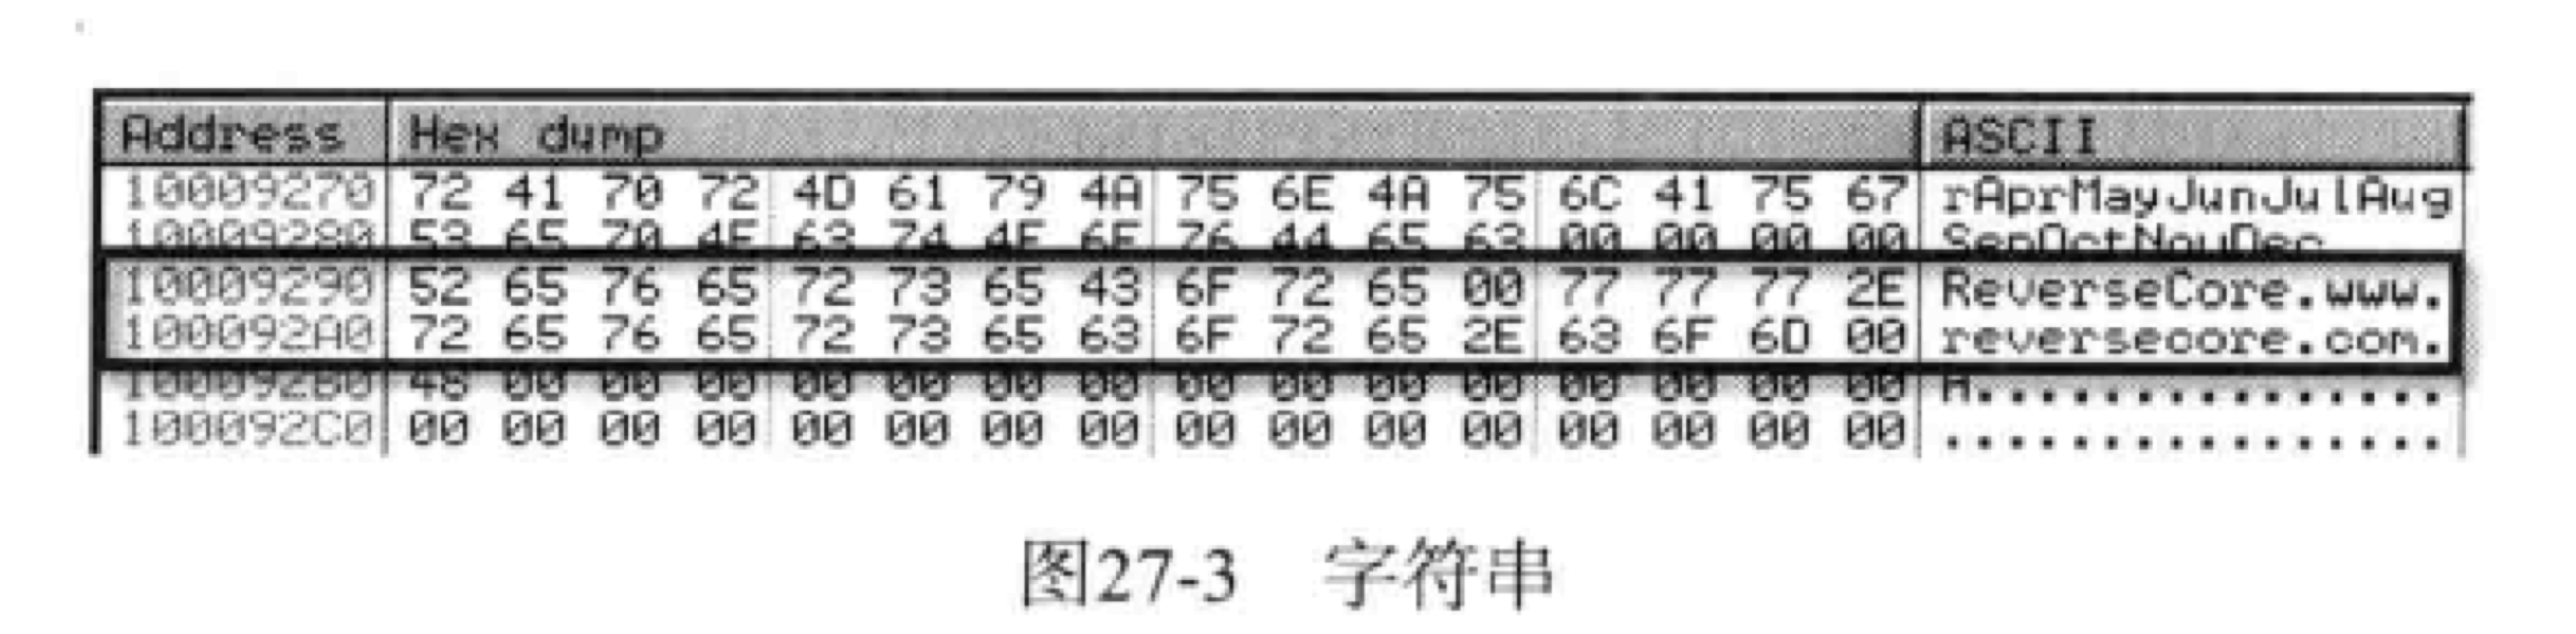 Address Hex dump ASCII
10009270 72 41 70 72 4D 61 79 4A 75 6E 4A 75 6C 41 75 67 rAprMayJunJulAug
10009280 53 65 70 4F 63 74 4E 6F 76 44 65 63 00 00 00 00 SepOctNovDec
10009290 52 65 76 65 72 73 65 43 6F 72 65 00 77 77 77 2E ReverseCore.www.
100092A0 72 65 76 65 72 73 65 63 6F 72 65 2E 63 6F 6D 00 reversecore.com.
100092B0 48 00 00 00 00 00 00 00 00 00 00 00 00 00 00 00 H...............
100092C0 00 00 00 00 00 00 00 00 00 00 00 00 00 00 00 00 ................
图27-3 字符串